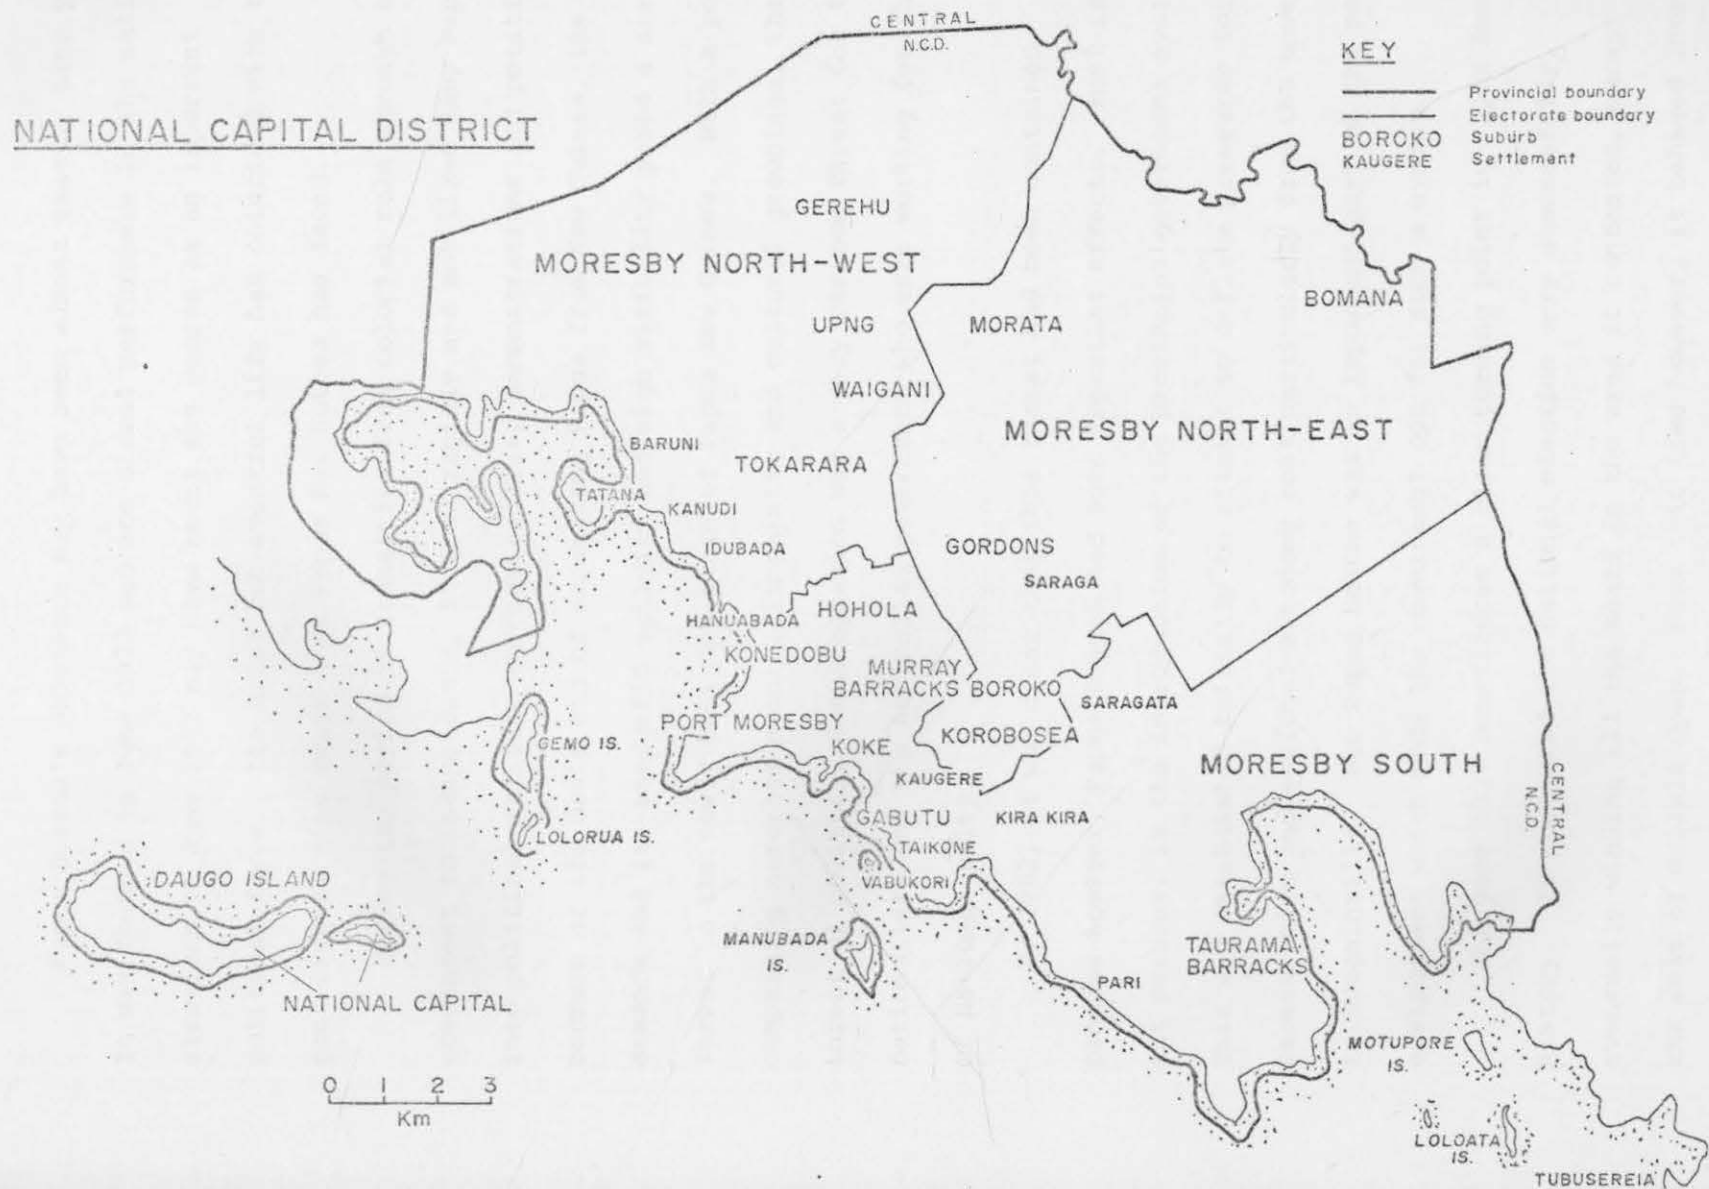 CENTRAL
N.C.D.
KEY
Provincial boundary
Electorate boundary
BOROKO Suburb
KAUGERE Settlement
NATIONAL CAPITAL DISTRICT
GEREHU
MORESBY NORTH-WEST
BOMANA
UPNG
MORATA
WAIGANI
MORESBY NORTH-EAST
BARUNI
TOKARARA
TATANA
KANUDI
IDUBADA
GORDONS
SARAGA
HANUABADA
HOHOLA
KONEDOBU
MURRAY
BARRACKS
BOROKO
SARAGATA
PORT MORESBY
KOROBOSEA
GEMO IS.
KOKE
MORESBY SOUTH
KAUGERE
CENTRAL
N.C.D.
GABUTU
KIRA KIRA
LOLORUA IS.
TAIKONE
DAUGO ISLAND
VABUKORI
MANUBADA
IS.
TAURAMA
BARRACKS
PARI
NATIONAL CAPITAL
MOTUPORE
IS.
0 1 2 3
Km
LOLOATA
IS.
TUBUSEREIA